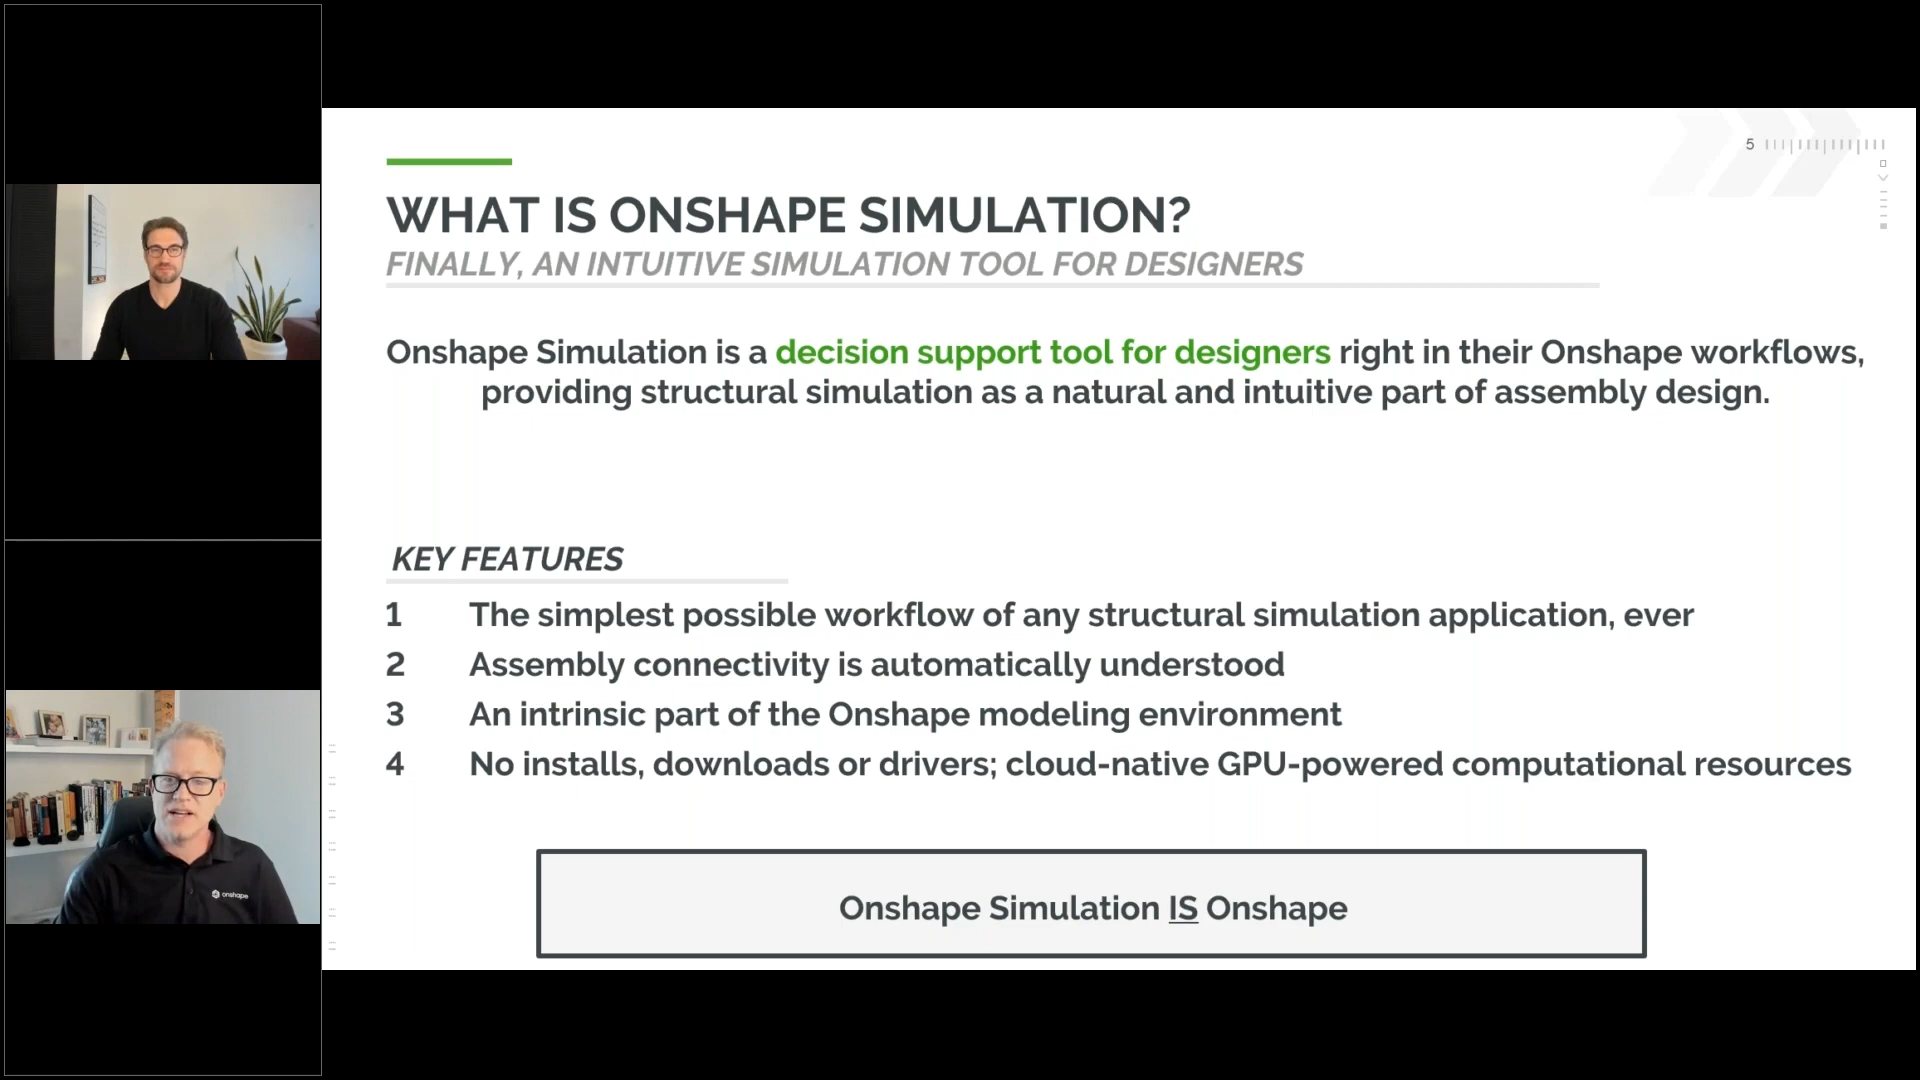 5
WHAT IS ONSHAPE SIMULATION?
FINALLY, AN INTUITIVE SIMULATION TOOL FOR DESIGNERS
Onshape Simulation is a decision support tool for designers right in their Onshape workflows,
providing structural simulation as a natural and intuitive part of assembly design.
KEY FEATURES
1 The simplest possible workflow of any structural simulation application, ever
2 Assembly connectivity is automatically understood
3 An intrinsic part of the Onshape modeling environment
4 No installs, downloads or drivers; cloud-native GPU-powered computational resources
Onshape Simulation IS Onshape
onshape